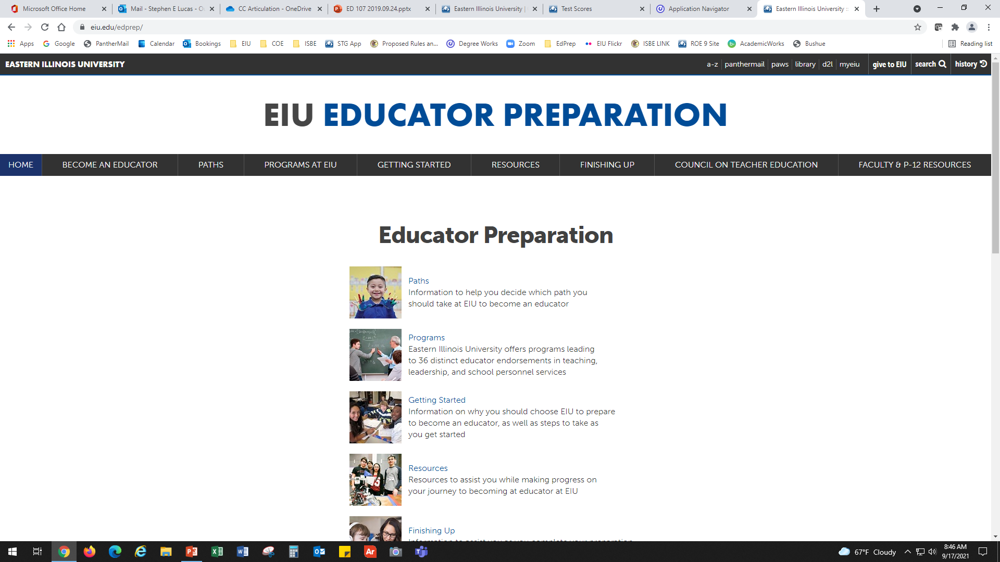 Microsoft Office Home
Mail - Stephen E Lucas - O
CC Articulation - OneDrive
ED 107 2019.09.24.pptx
Eastern Illinois University |
Test Scores
Application Navigator
Eastern Illinois University ::
eiu.edu/edprep/
Apps
Google
PantherMail
Calendar
Bookings
EIU
COE
ISBE
STG App
Proposed Rules an...
Degree Works
Zoom
EdPrep
EIU Flickr
ISBE LINK
ROE 9 Site
AcademicWorks
Bushue
Reading list
EASTERN ILLINOIS UNIVERSITY
a-z
panthermail
paws
library
d2l
myeiu
give to EIU
search
history
EIU EDUCATOR PREPARATION
HOME
BECOME AN EDUCATOR
PATHS
PROGRAMS AT EIU
GETTING STARTED
RESOURCES
FINISHING UP
COUNCIL ON TEACHER EDUCATION
FACULTY & P-12 RESOURCES
Educator Preparation
Paths
Information to help you decide which path you
should take at EIU to become an educator
Programs
Eastern Illinois University offers programs leading
to 36 distinct educator endorsements in teaching,
leadership, and school personnel services
Getting Started
Information on why you should choose EIU to prepare
to become an educator, as well as steps to take as
you get started
Resources
Resources to assist you while making progress on
your journey to becoming at educator at EIU
Finishing Up
Information to assist you as you complete your preparation
67°F Cloudy
8:46 AM
9/17/2021